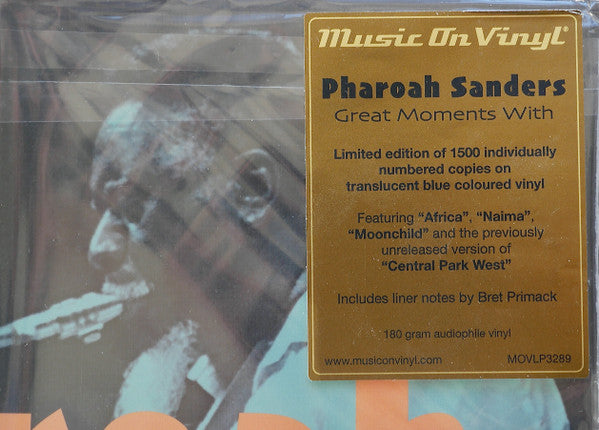 Music On Vinyl®
Pharoah Sanders
Great Moments With
Limited edition of 1500 individually
numbered copies on
translucent blue coloured vinyl
Featuring “Africa”, “Naima”,
“Moonchild” and the previously
unreleased version of
“Central Park West”
Includes liner notes by Bret Primack
180 gram audiophile vinyl
www.musiconvinyl.com MOVLP3289